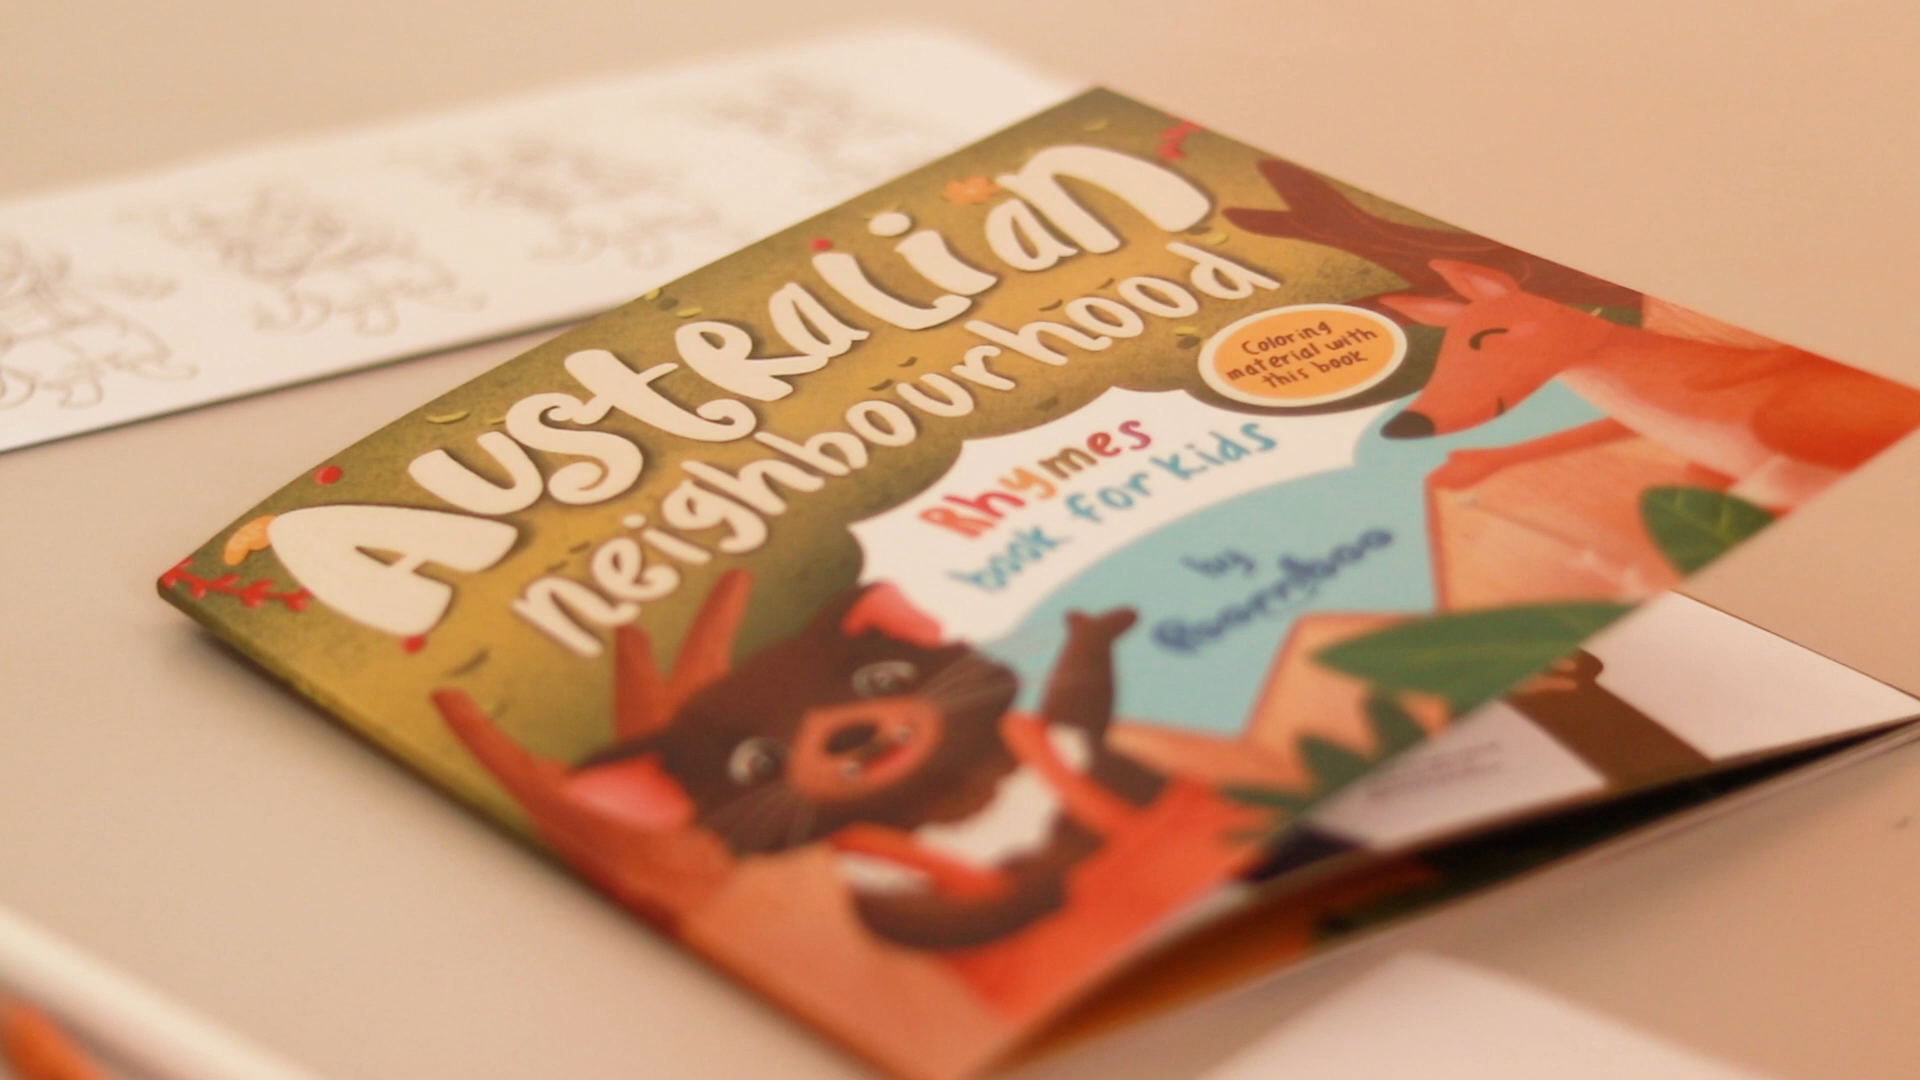 Australian
neighbourhood
Coloring
material with
this book
Rhymes
book for kids
by